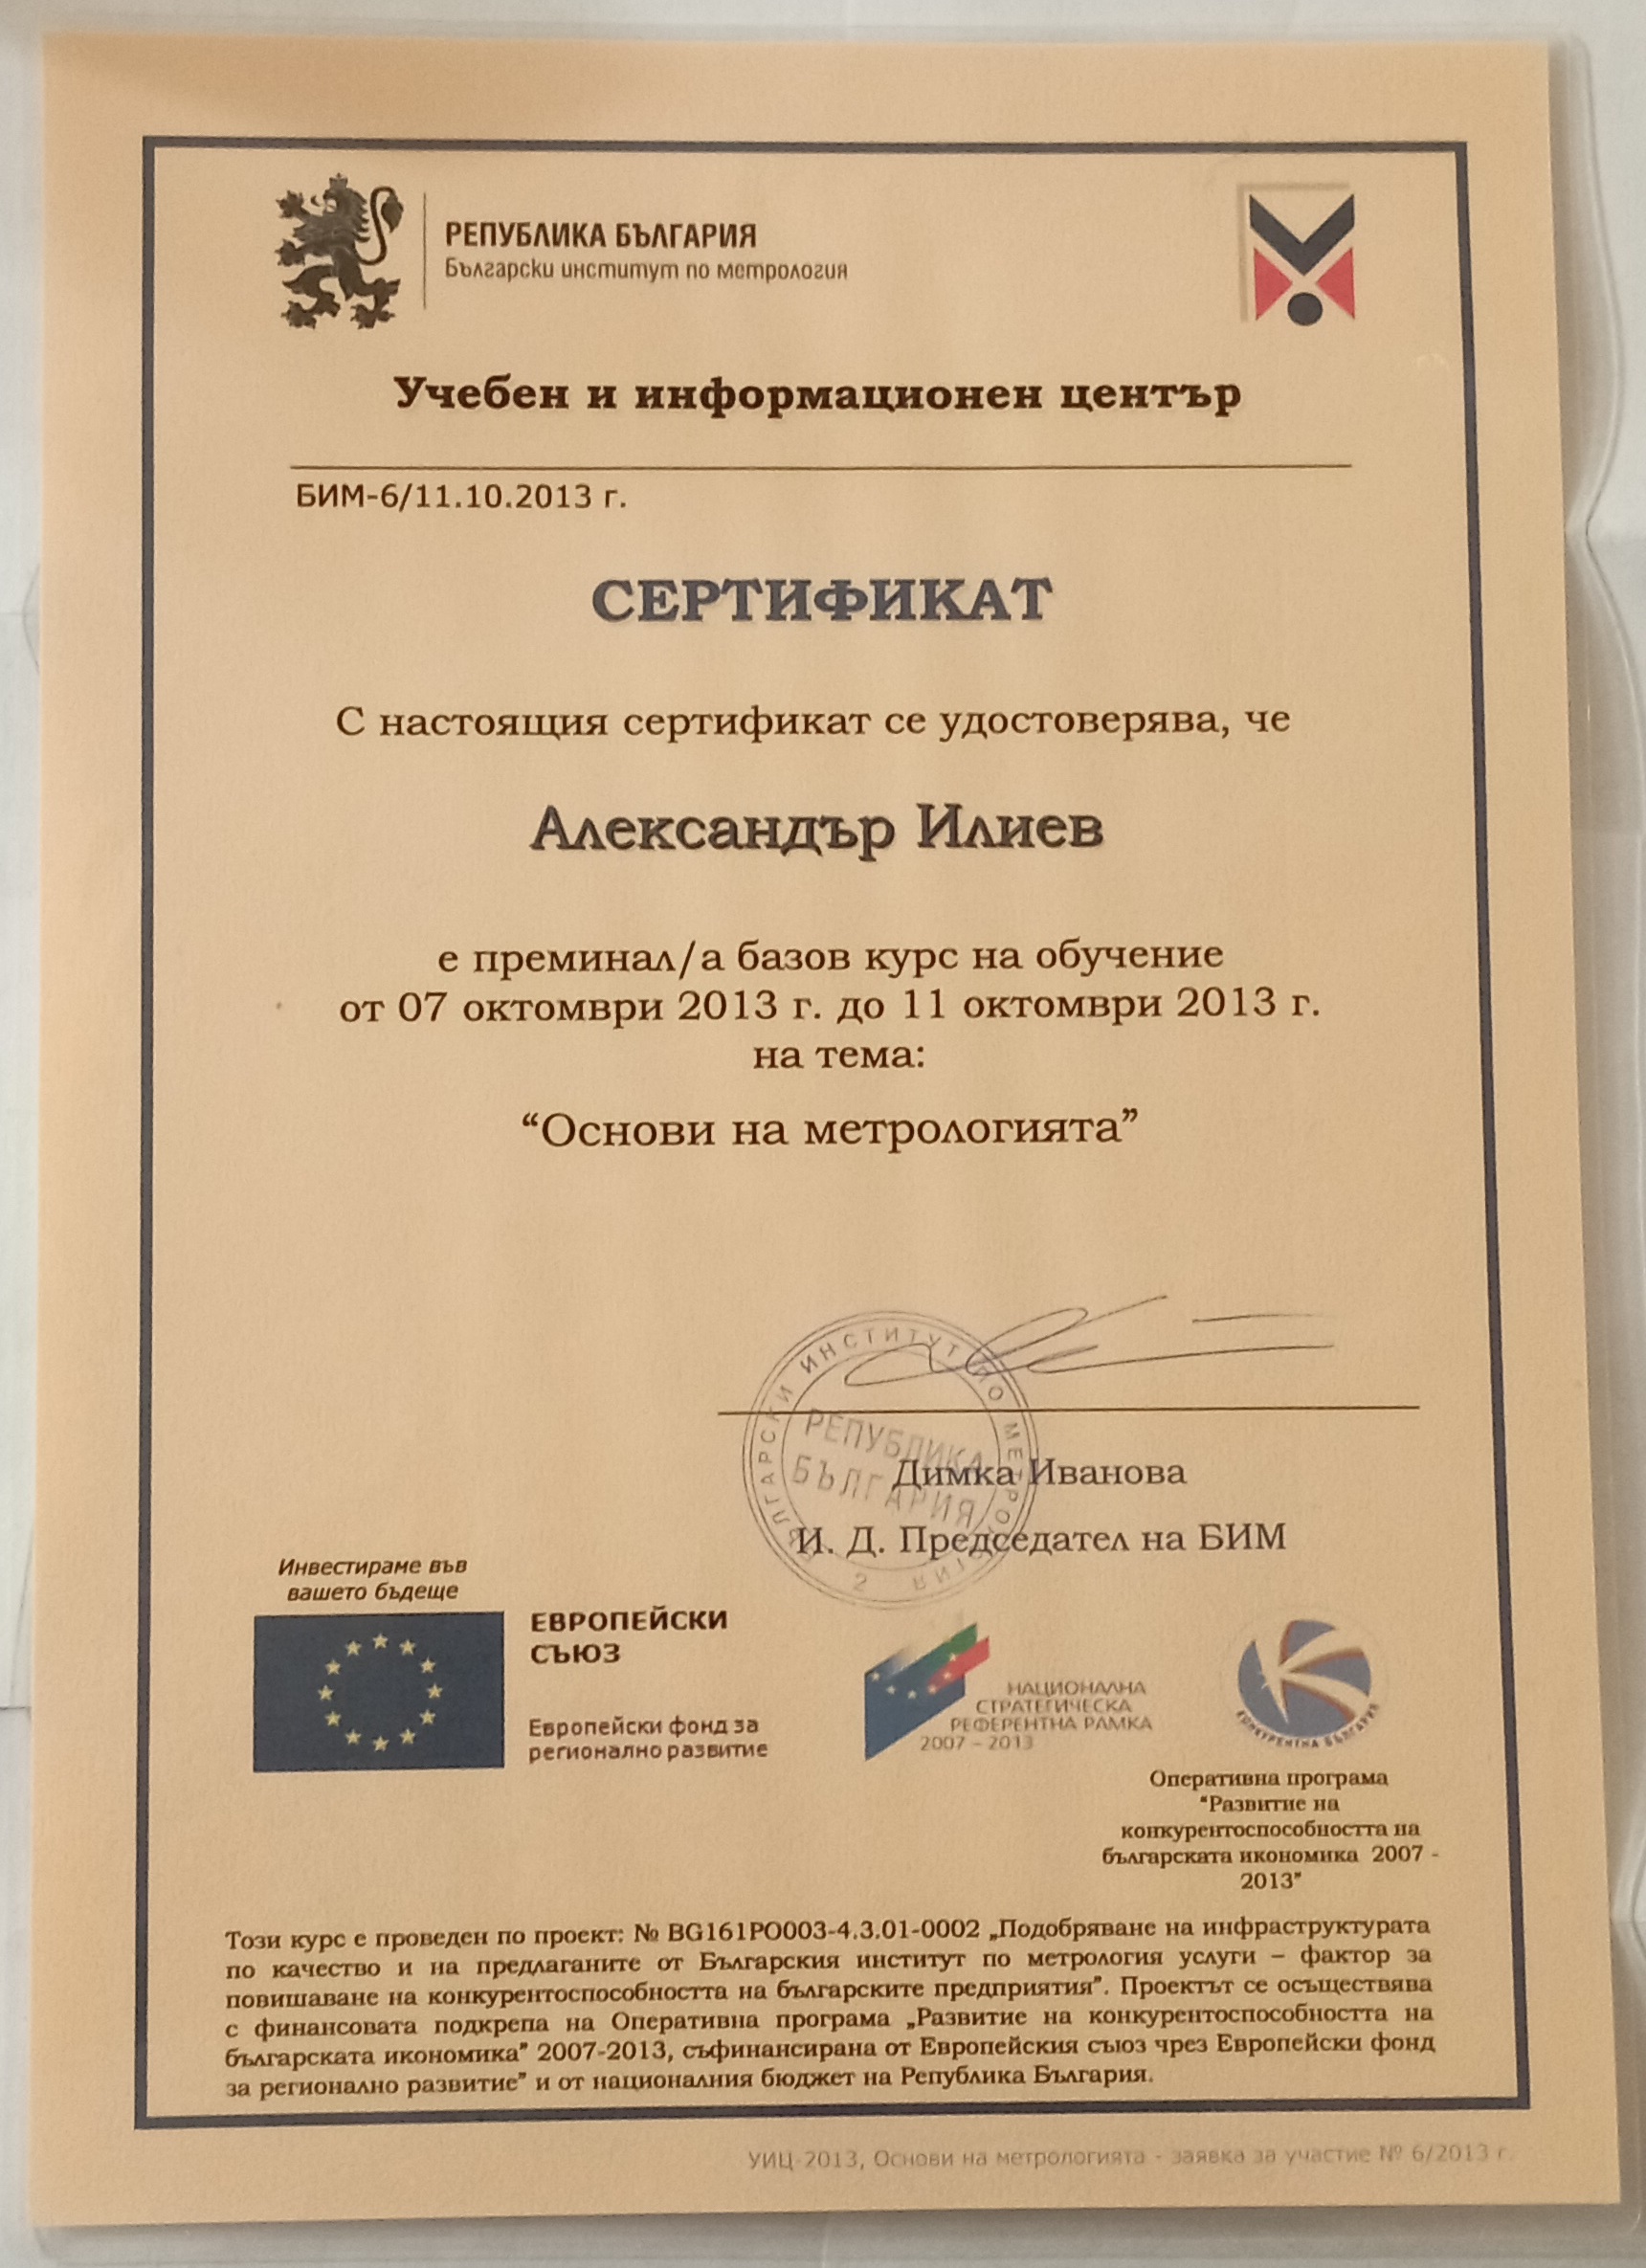 РЕПУБЛИКА БЪЛГАРИЯ
Български институт по метрология
Учебен и информационен център
БИМ-6/11.10.2013 г.
СЕРТИФИКАТ
С настоящия сертификат се удостоверява, че
Александър Илиев
е преминал/а базов курс на обучение
от 07 октомври 2013 г. до 11 октомври 2013 г.
на тема:
“Основи на метрологията”
БЪЛГАРСКИ ИНСТИТУТ ПО МЕТРОЛОГИЯ
РЕПУБЛИКА
БЪЛГАРИЯ
2
Димка Иванова
И. Д. Председател на БИМ
Инвестираме във
вашето бъдеще
ЕВРОПЕЙСКИ
СЪЮЗ
Европейски фонд за
регионално развитие
НАЦИОНАЛНА
СТРАТЕГИЧЕСКА
РЕФЕРЕНТНА РАМКА
2007 – 2013
КОНКУРЕНТНА БЪЛГАРИЯ
Оперативна програма
“Развитие на
конкурентоспособността на
българската икономика 2007 -
2013”
Този курс е проведен по проект: № BG161PO003-4.3.01-0002 „Подобряване на инфраструктурата
по качество и на предлаганите от Българския институт по метрология услуги – фактор за
повишаване на конкурентоспособността на българските предприятия”. Проектът се осъществява
с финансовата подкрепа на Оперативна програма „Развитие на конкурентоспособността на
българската икономика” 2007-2013, съфинансирана от Европейския съюз чрез Европейски фонд
за регионално развитие” и от националния бюджет на Република България.
УИЦ-2013, Основи на метрологията - заявка за участие № 6/2013 г.